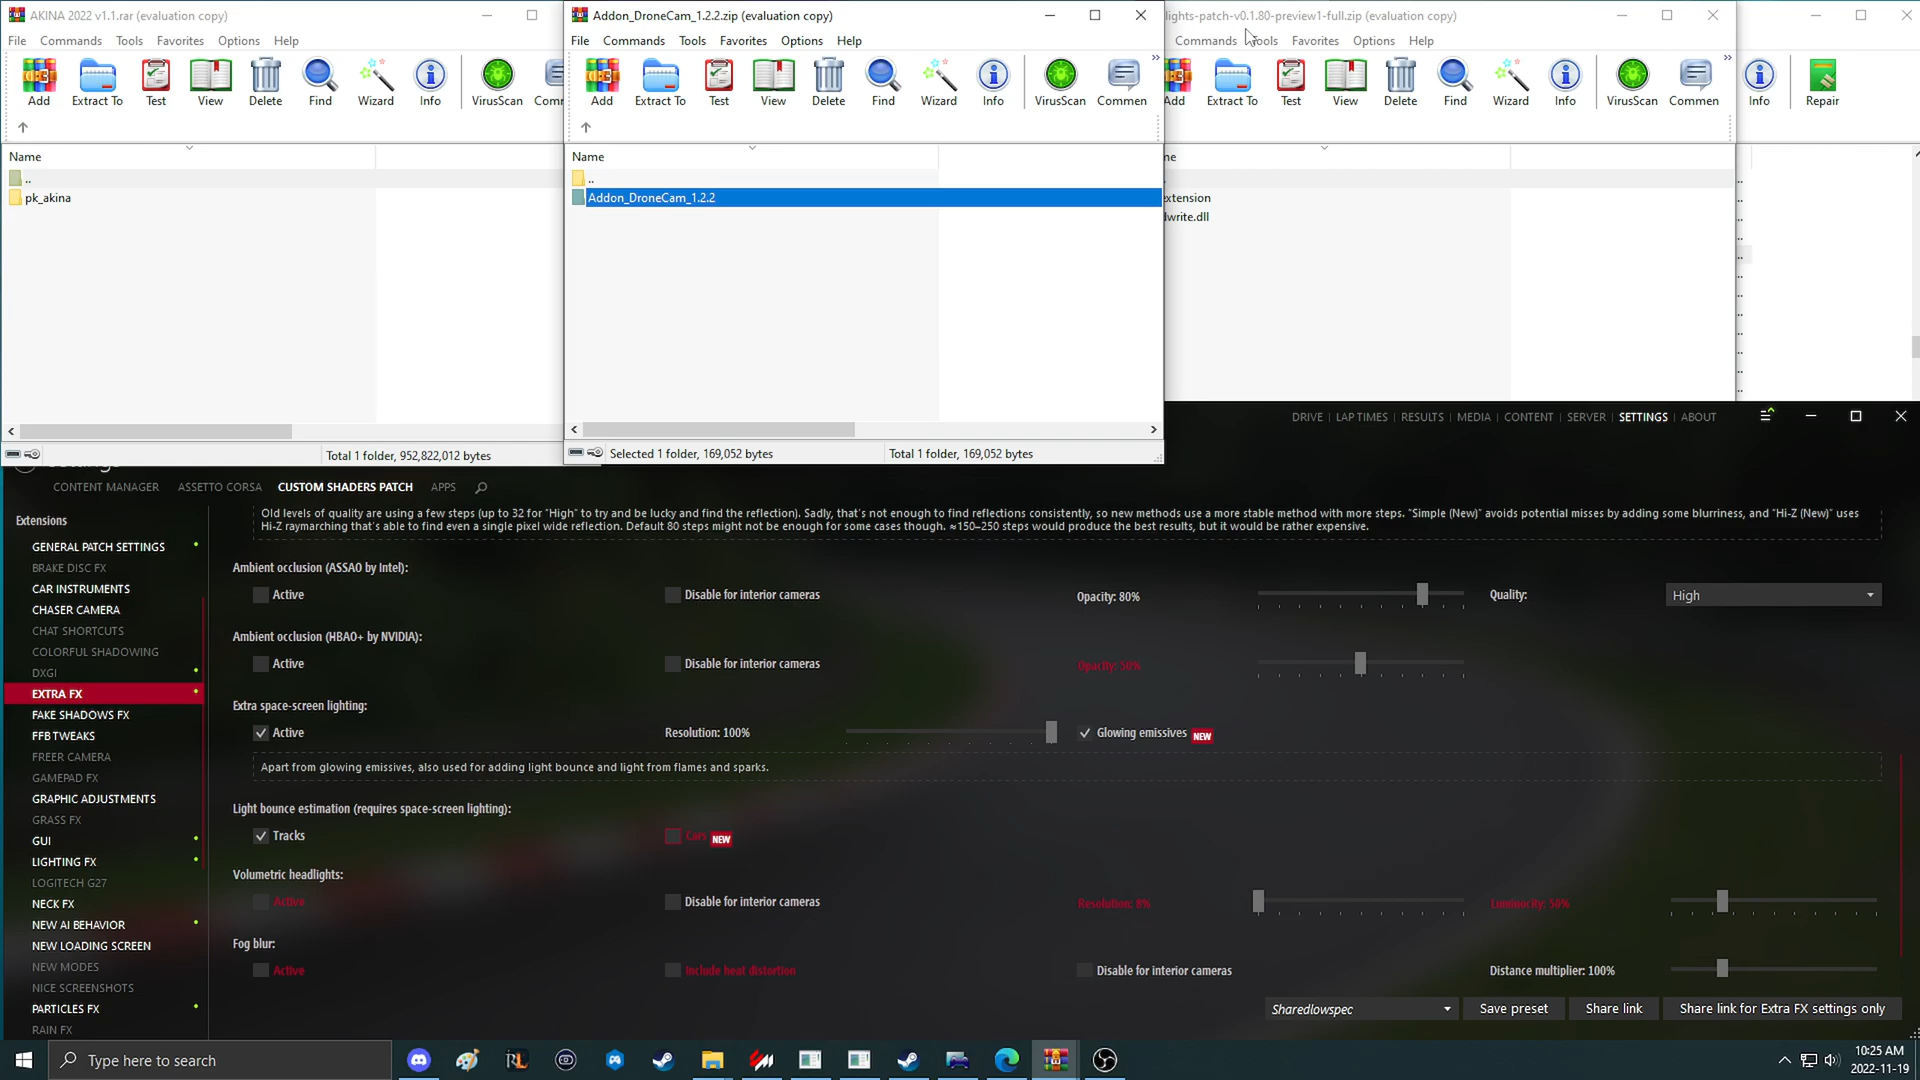 AKINA 2022 v1.1.rar (evaluation copy)
File Commands Tools Favorites Options Help
Add Extract To Test View Delete Find Wizard Info VirusScan Com
Name
..
pk_akina
Total 1 folder, 952,822,012 bytes
Addon_DroneCam_1.2.2.zip (evaluation copy)
File Commands Tools Favorites Options Help
Add Extract To Test View Delete Find Wizard Info VirusScan Commen
Name
..
Addon_DroneCam_1.2.2
Selected 1 folder, 169,052 bytes
Total 1 folder, 169,052 bytes
lights-patch-v0.1.80-preview1-full.zip (evaluation copy)
Commands Tools Favorites Options Help
Add Extract To Test View Delete Find Wizard Info VirusScan Commen
Info Repair
me
extension
dwrite.dll
DRIVE | LAP TIMES | RESULTS | MEDIA | CONTENT | SERVER | SETTINGS | ABOUT
CONTENT MANAGER ASSETTO CORSA CUSTOM SHADERS PATCH APPS
Extensions
GENERAL PATCH SETTINGS
BRAKE DISC FX
CAR INSTRUMENTS
CHASER CAMERA
CHAT SHORTCUTS
COLORFUL SHADOWING
DXGI
EXTRA FX
FAKE SHADOWS FX
FFB TWEAKS
FREER CAMERA
GAMEPAD FX
GRAPHIC ADJUSTMENTS
GRASS FX
GUI
LIGHTING FX
LOGITECH G27
NECK FX
NEW AI BEHAVIOR
NEW LOADING SCREEN
NEW MODES
NICE SCREENSHOTS
PARTICLES FX
RAIN FX
Old levels of quality are using a few steps (up to 32 for "High" to try and be lucky and find the reflection). Sadly, that's not enough to find reflections consistently, so new methods use a more stable method with more steps. "Simple (New)" avoids potential misses by adding some blurriness, and "Hi-Z (New)" uses
Hi-Z raymarching that's able to find even a single pixel wide reflection. Default 80 steps might not be enough for some cases though. ≈150–250 steps would produce the best results, but it would be rather expensive.
Ambient occlusion (ASSAO by Intel):
Active Disable for interior cameras Opacity: 80% Quality: High
Ambient occlusion (HBAO+ by NVIDIA):
Active Disable for interior cameras Opacity: 50%
Extra space-screen lighting:
Active Resolution: 100% Glowing emissives NEW
Apart from glowing emissives, also used for adding light bounce and light from flames and sparks.
Light bounce estimation (requires space-screen lighting):
Tracks Cars NEW
Volumetric headlights:
Active Disable for interior cameras Resolution: 8% Luminocity: 50%
Fog blur:
Active Include heat distortion Disable for interior cameras Distance multiplier: 100%
Sharedlowspec Save preset Share link Share link for Extra FX settings only
Type here to search
RL
10:25 AM
2022-11-19